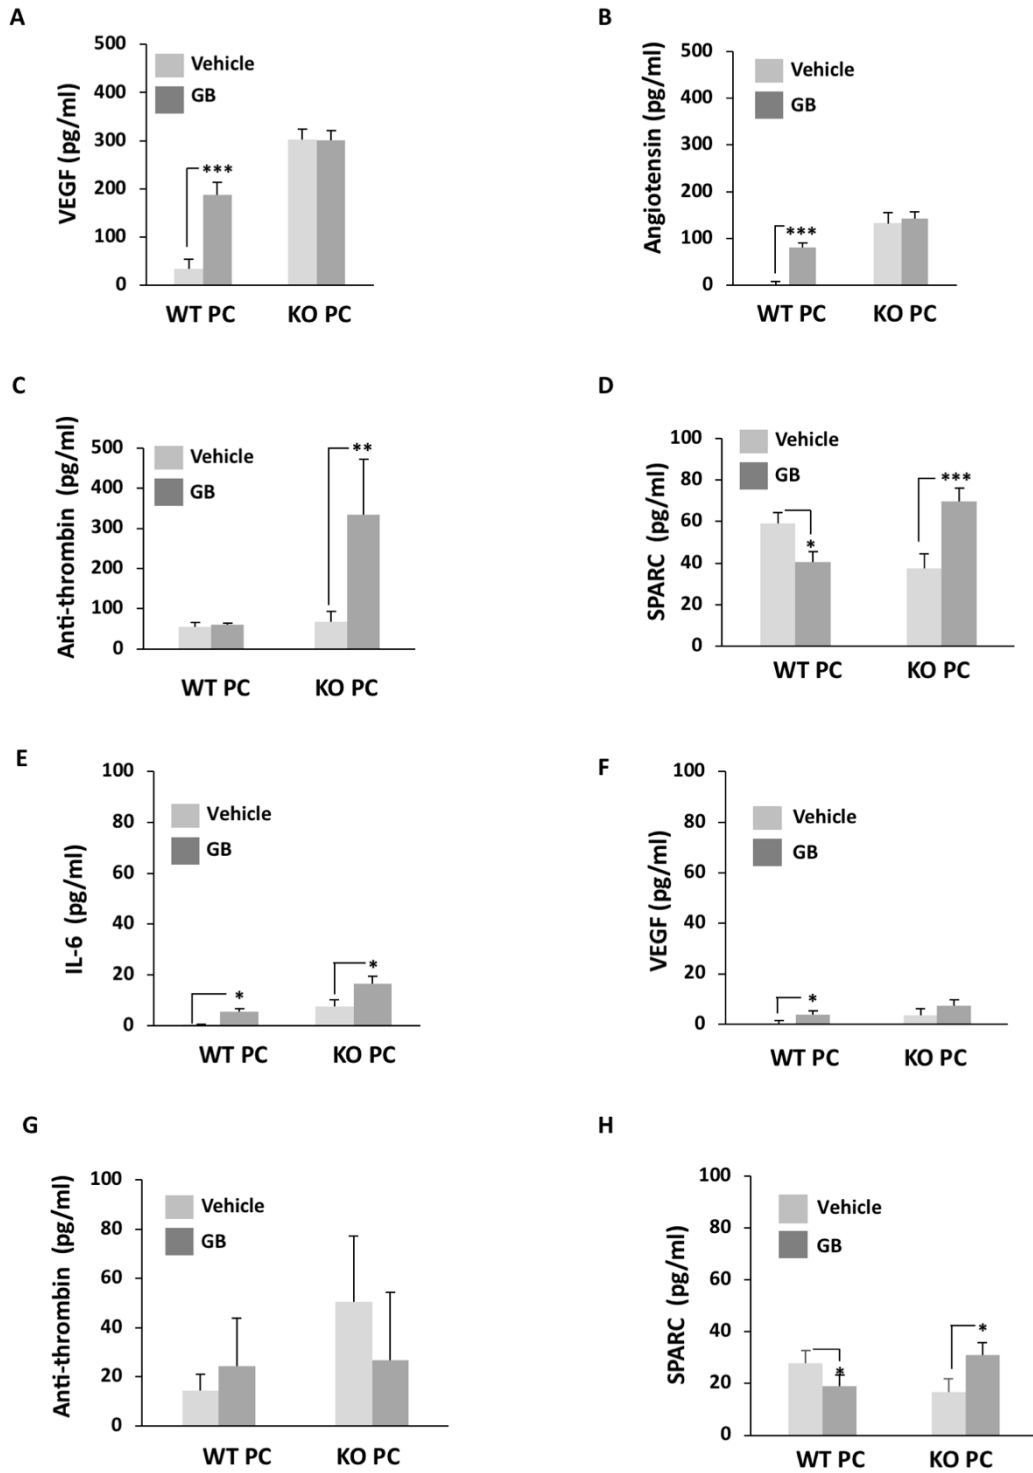 A
VEGF (pg/ml)
500
400
300
200
100
0
Vehicle
GB
***
WT PC
KO PC
B
Angiotensin (pg/ml)
500
400
300
200
100
0
Vehicle
GB
***
WT PC
KO PC
C
Anti-thrombin (pg/ml)
500
400
300
200
100
0
Vehicle
GB
**
WT PC
KO PC
D
SPARC (pg/ml)
100
80
60
40
20
0
Vehicle
GB
*
***
WT PC
KO PC
E
IL-6 (pg/ml)
100
80
60
40
20
0
Vehicle
GB
*
*
WT PC
KO PC
F
VEGF (pg/ml)
100
80
60
40
20
0
Vehicle
GB
*
WT PC
KO PC
G
Anti-thrombin (pg/ml)
100
80
60
40
20
0
Vehicle
GB
WT PC
KO PC
H
SPARC (pg/ml)
100
80
60
40
20
0
Vehicle
GB
*
*
WT PC
KO PC